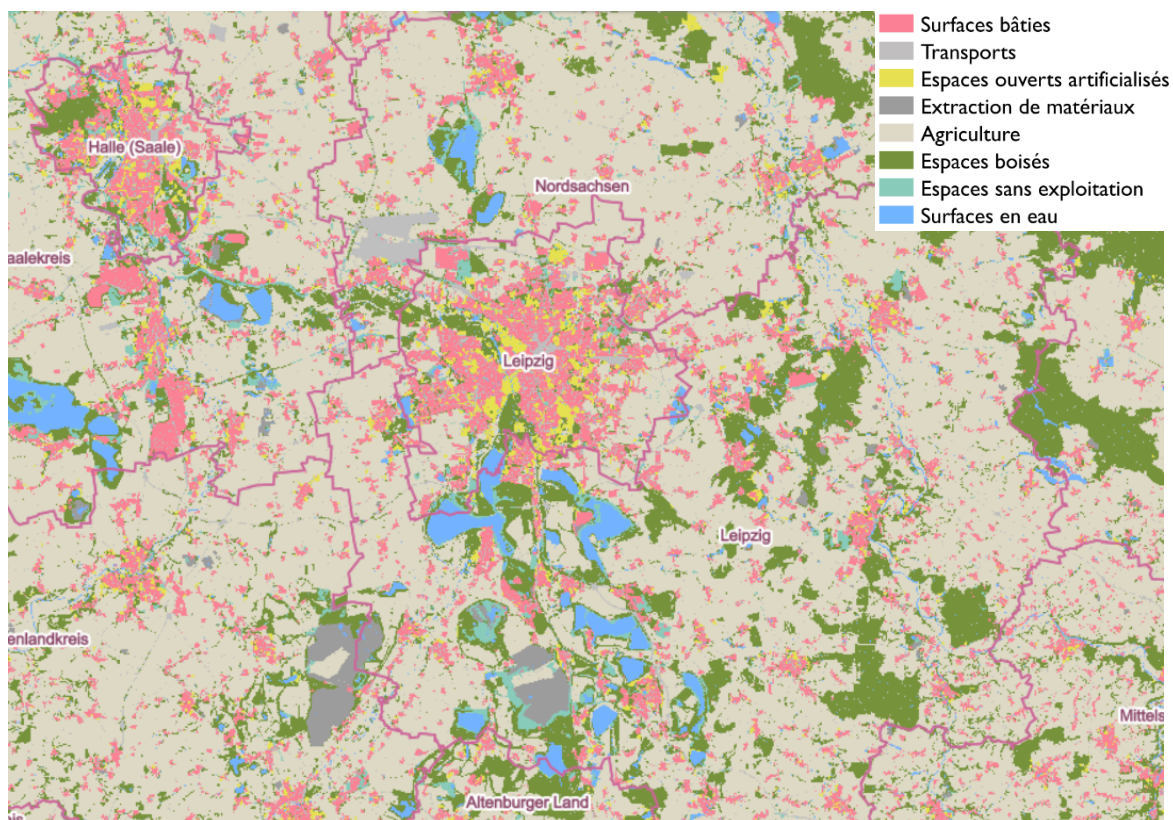 Surfaces bâties
Transports
Espaces ouverts artificialisés
Extraction de matériaux
Agriculture
Espaces boisés
Espaces sans exploitation
Surfaces en eau
Halle (Saale)
Nordsachsen
aalekreis
Leipzig
Leipzig
enlandkreis
Mittels
Altenburger Land
eis